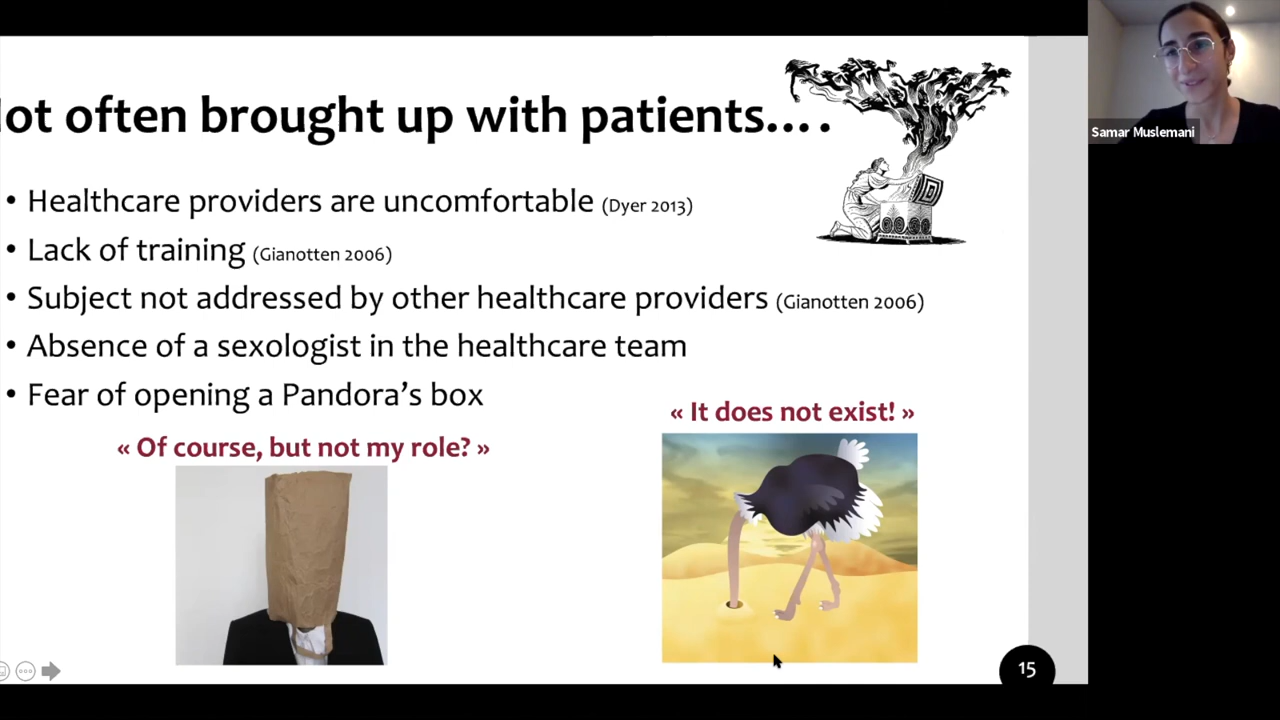 ot often brought up with patients....
• Healthcare providers are uncomfortable (Dyer 2013)
• Lack of training (Gianotten 2006)
• Subject not addressed by other healthcare providers (Gianotten 2006)
• Absence of a sexologist in the healthcare team
• Fear of opening a Pandora’s box
« It does not exist! »
« Of course, but not my role? »
15
Samar Muslemani